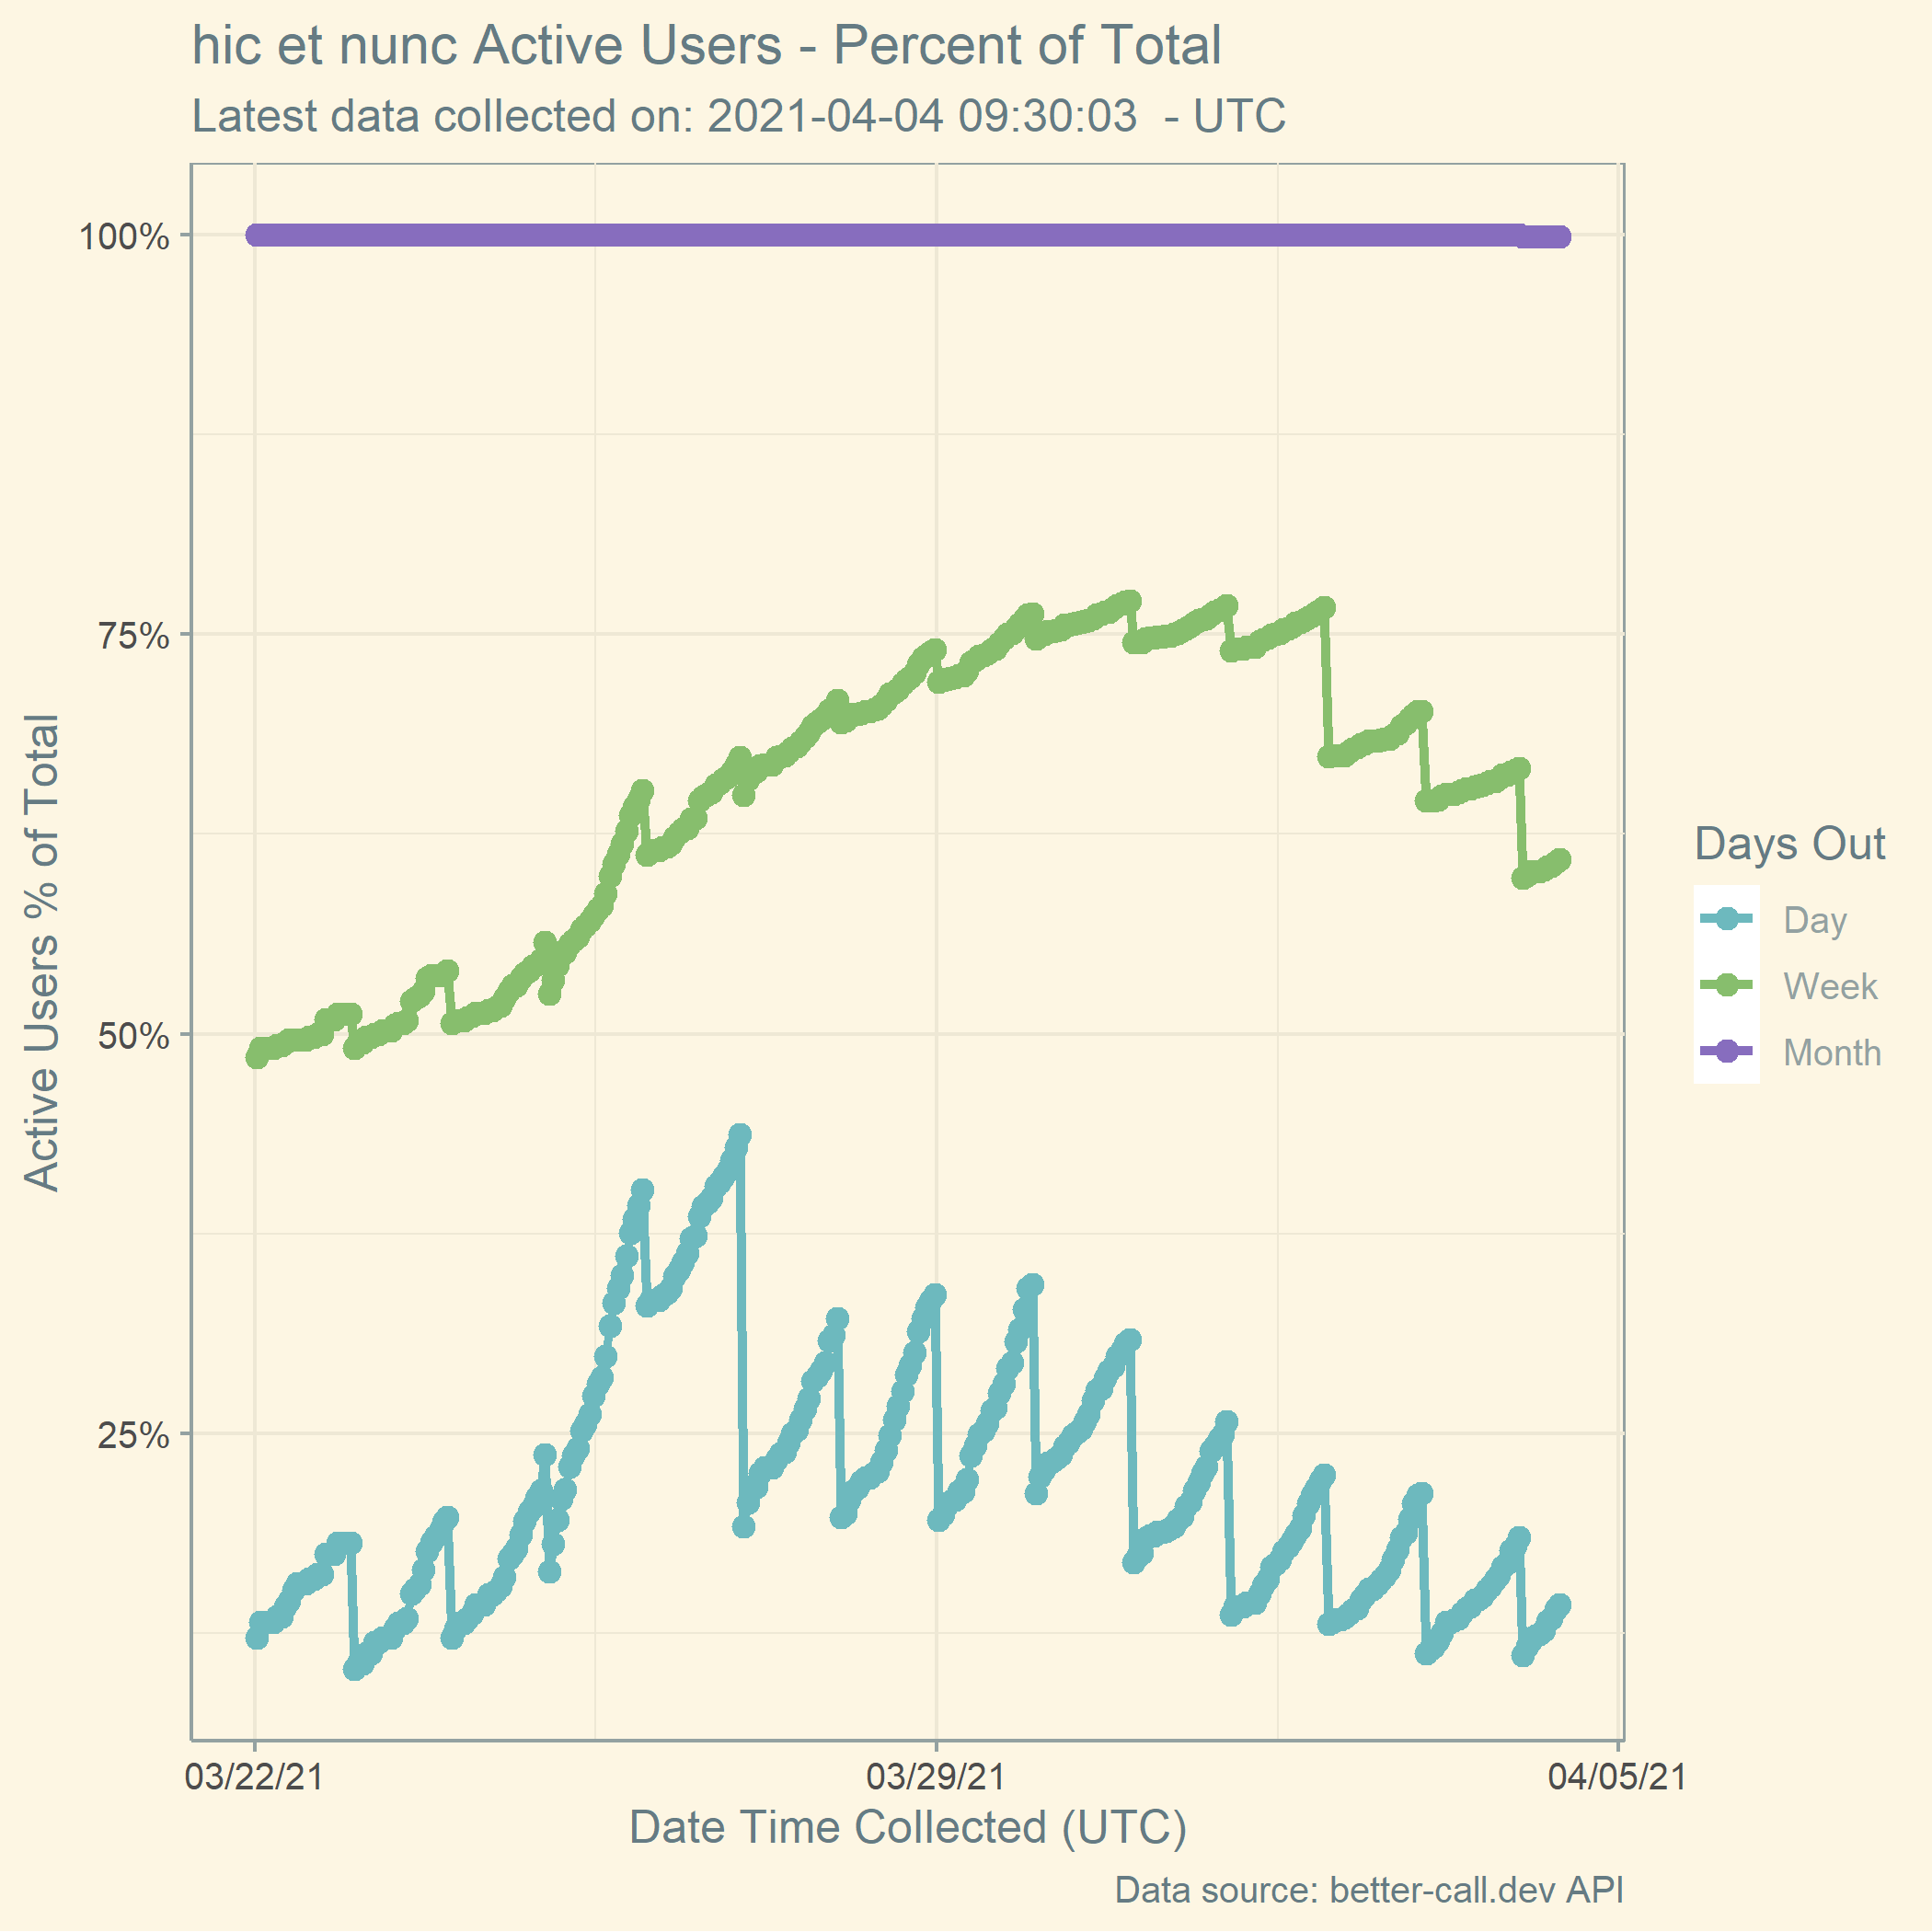 hic et nunc Active Users - Percent of Total
Latest data collected on: 2021-04-04 09:30:03  - UTC
Active Users % of Total
100%
75%
50%
25%
03/22/21
03/29/21
04/05/21
Date Time Collected (UTC)
Days Out
Day
Week
Month
Data source: better-call.dev API